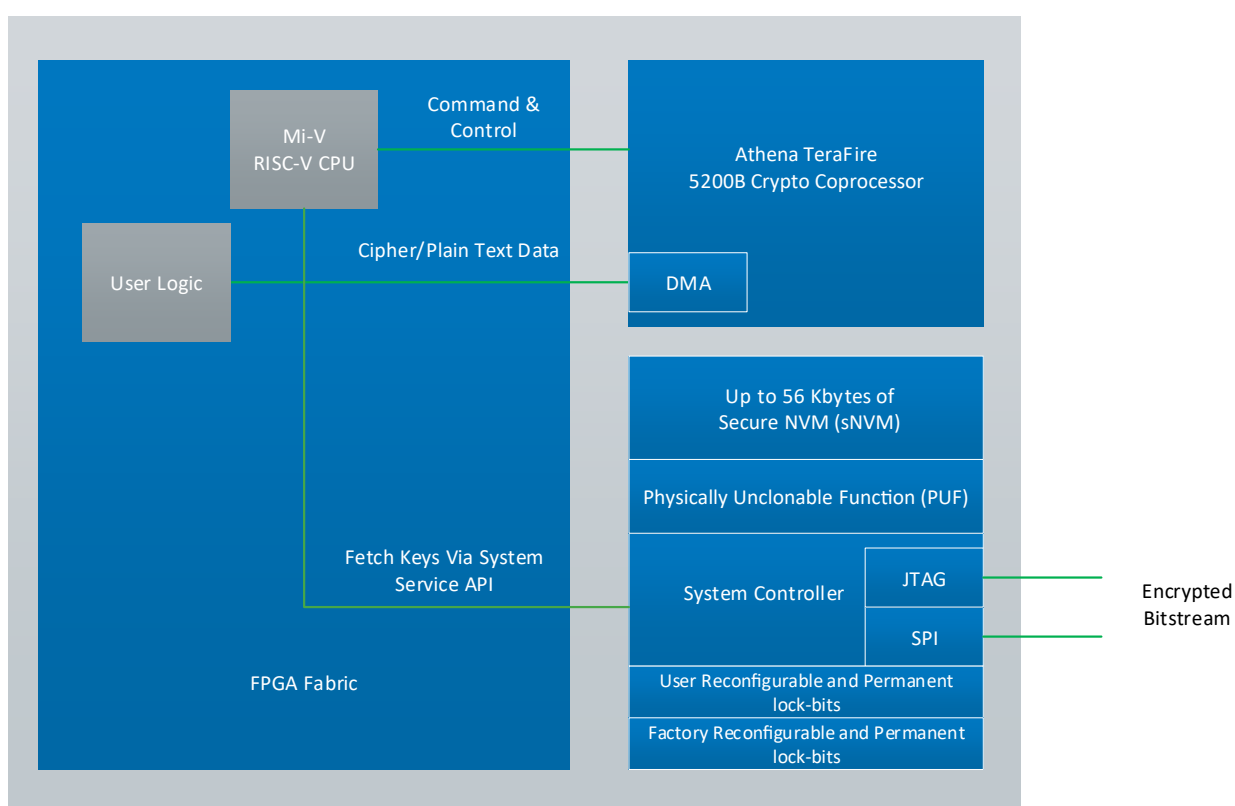 Mi-V
RISC-V CPU
Command &
Control
User Logic
Cipher/Plain Text Data
Fetch Keys Via System
Service API
FPGA Fabric
Athena TeraFire
5200B Crypto Coprocessor
DMA
Up to 56 Kbytes of
Secure NVM (sNVM)
Physically Unclonable Function (PUF)
System Controller
JTAG
SPI
User Reconfigurable and Permanent
lock-bits
Factory Reconfigurable and Permanent
lock-bits
Encrypted
Bitstream